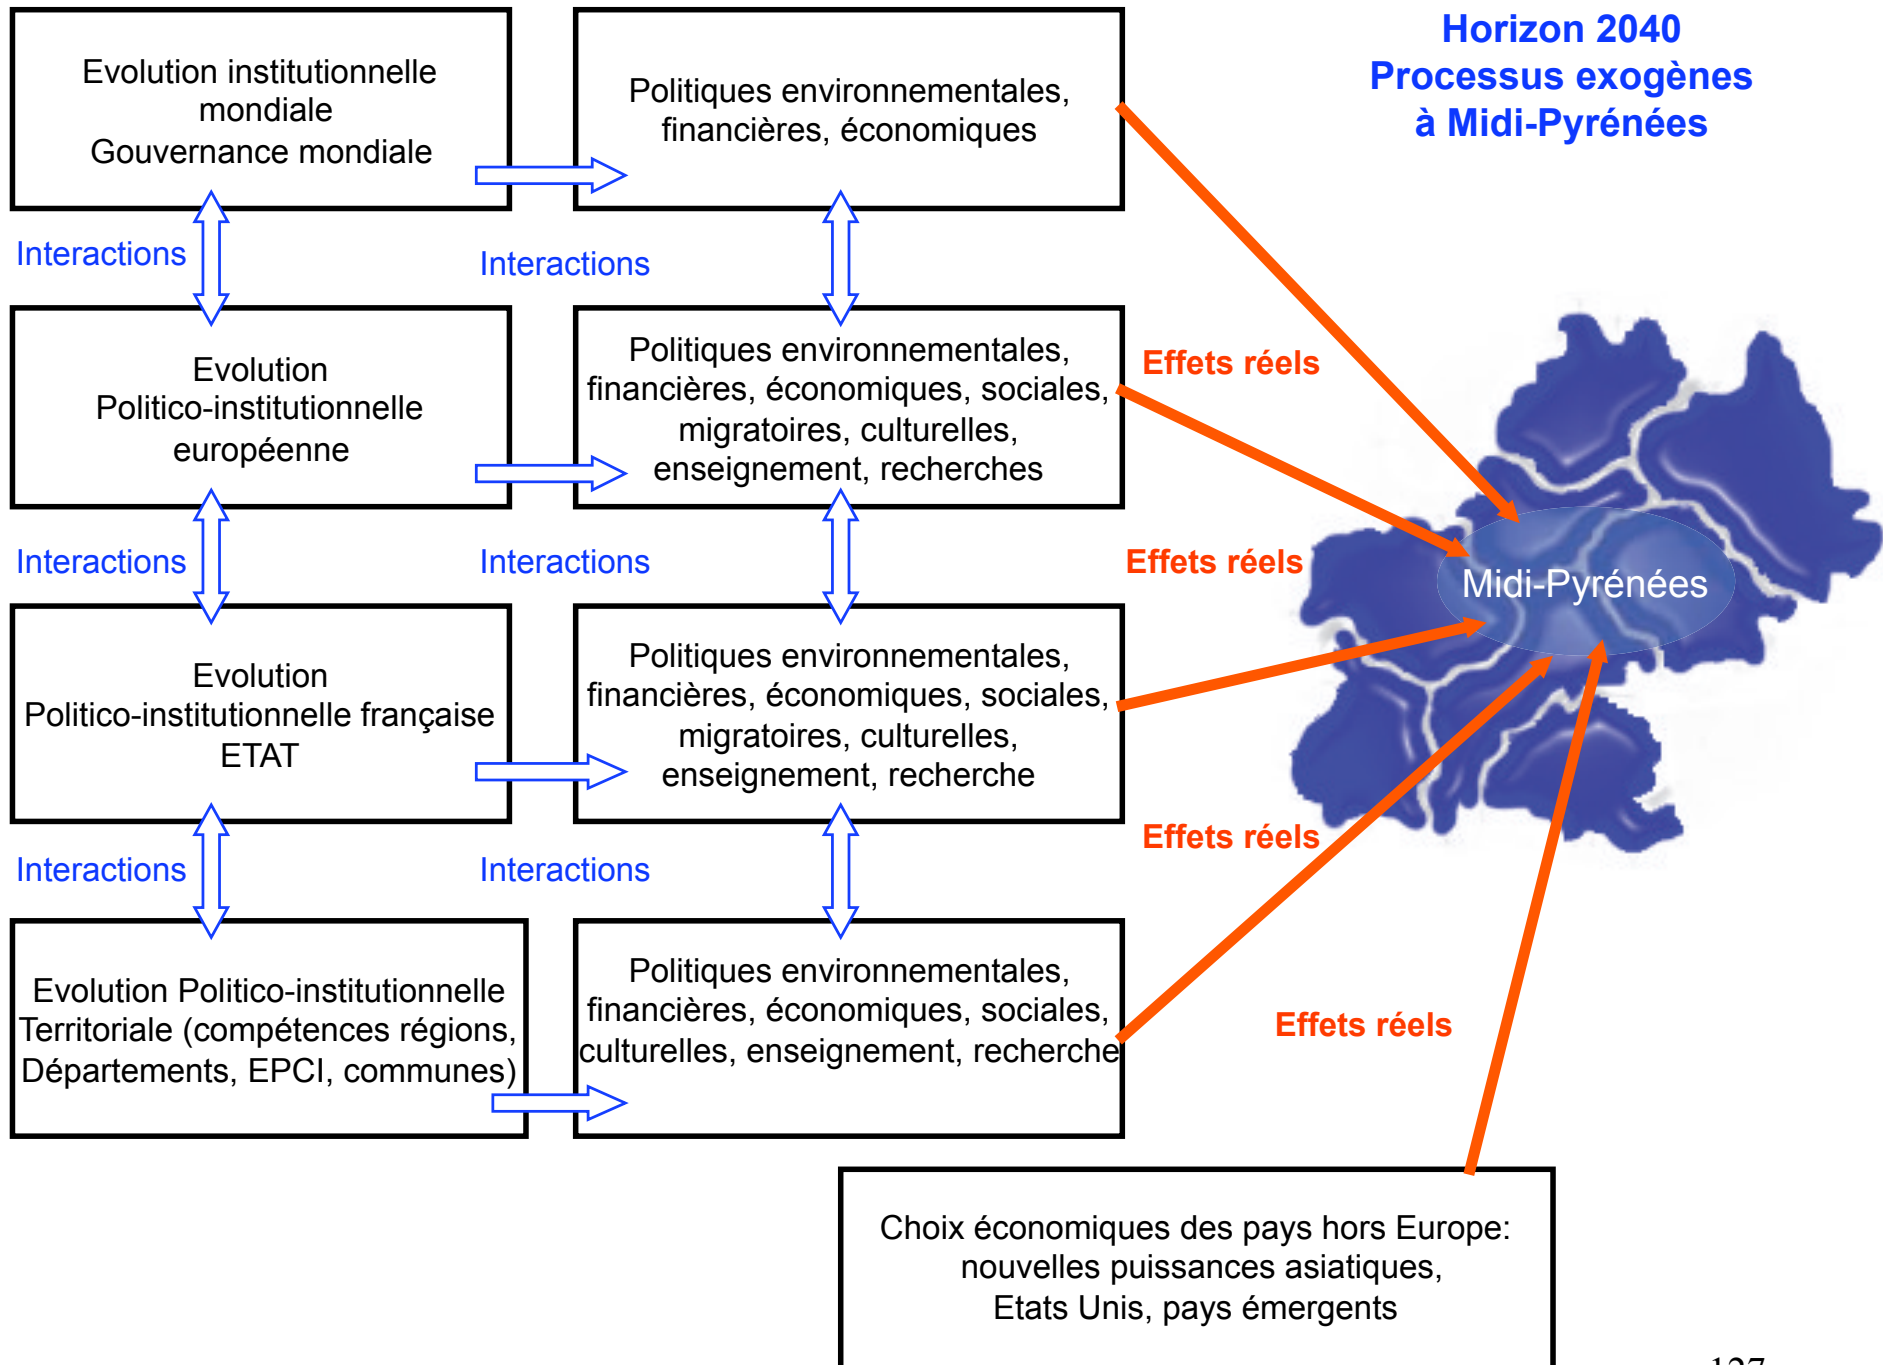 Horizon 2040
Processus exogènes
à Midi-Pyrénées
Evolution institutionnelle
mondiale
Gouvernance mondiale
Politiques environnementales,
financières, économiques
Interactions
Interactions
Evolution
Politico-institutionnelle
européenne
Politiques environnementales,
financières, économiques, sociales,
migratoires, culturelles,
enseignement, recherches
Effets réels
Interactions
Interactions
Effets réels
Midi-Pyrénées
Evolution
Politico-institutionnelle française
ETAT
Politiques environnementales,
financières, économiques, sociales,
migratoires, culturelles,
enseignement, recherche
Effets réels
Interactions
Interactions
Evolution Politico-institutionnelle
Territoriale (compétences régions,
Départements, EPCI, communes)
Politiques environnementales,
financières, économiques, sociales,
culturelles, enseignement, recherche
Effets réels
Choix économiques des pays hors Europe:
nouvelles puissances asiatiques,
Etats Unis, pays émergents